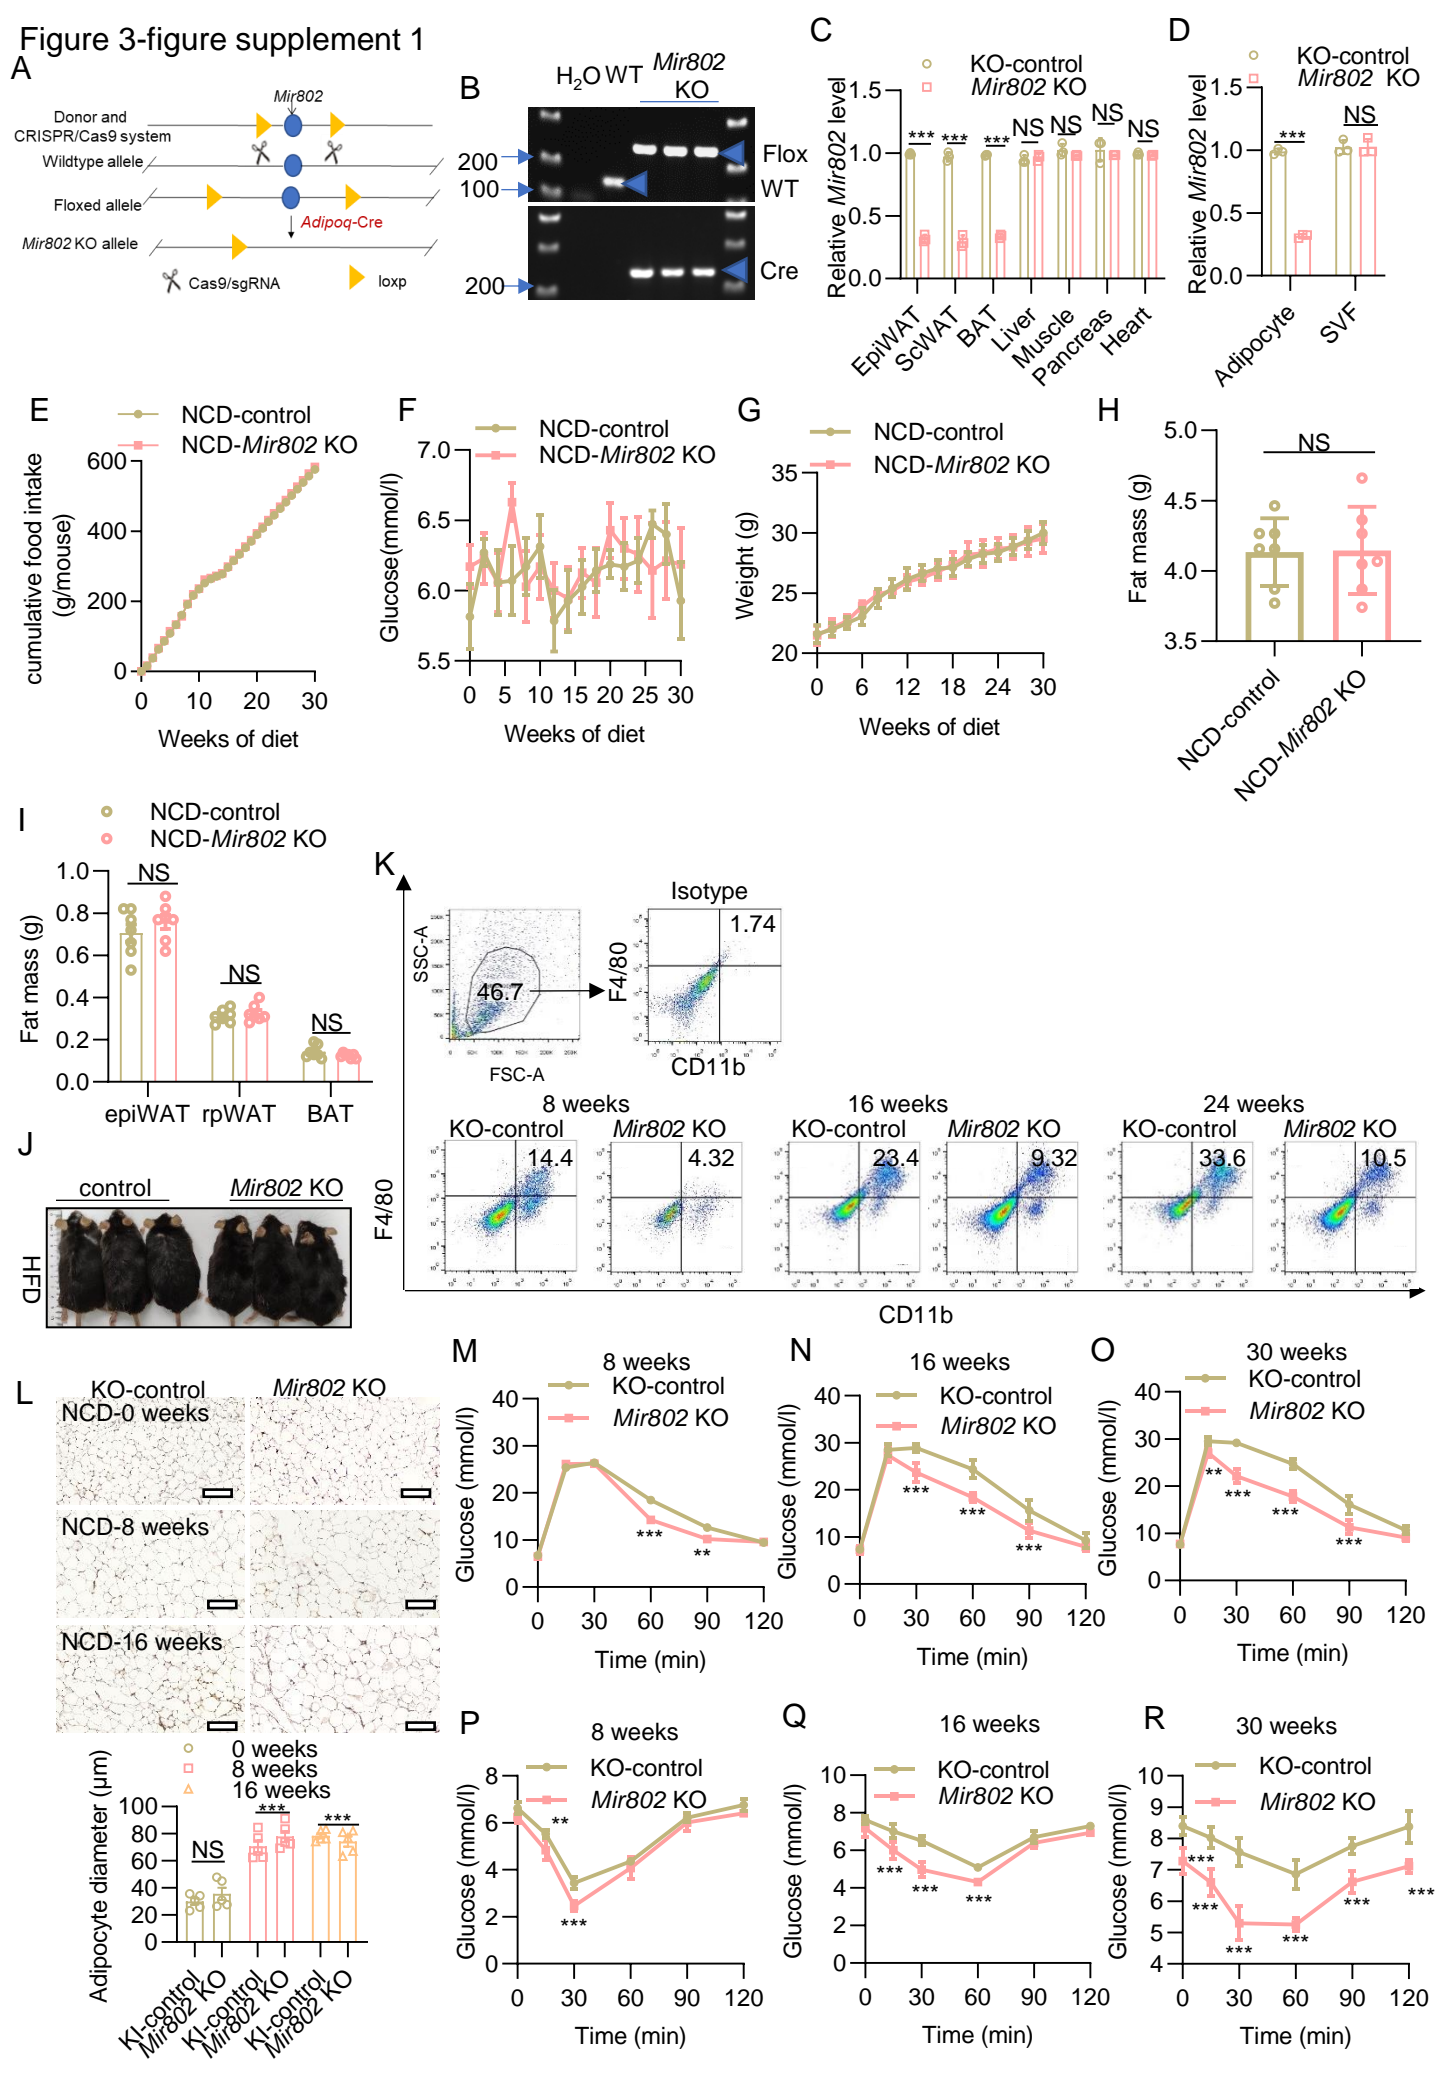 Figure 3-figure supplement 1
A
Mir802
Donor and
CRISPR/Cas9 system
Wildtype allele
Floxed allele
Adipoq-Cre
Mir802 KO allele
Cas9/sgRNA
loxp
B
H2O WT Mir802
KO
200
100
Flox
WT
200
Cre
C
KO-control
Mir802 KO
Relative Mir802 level
1.5
1.0
0.5
0.0
*** *** *** NS NS NS NS
EpiWAT
ScWAT
BAT
Liver
Muscle
Pancreas
Heart
D
KO-control
Mir802 KO
Relative Mir802 level
1.5
1.0
0.5
0.0
*** NS
Adipocyte
SVF
E
NCD-control
NCD-Mir802 KO
cumulative food intake
(g/mouse)
600
400
200
0
0 10 20 30
Weeks of diet
F
NCD-control
NCD-Mir802 KO
Glucose(mmol/l)
7.0
6.5
6.0
5.5
0 5 10 15 20 25 30
Weeks of diet
G
NCD-control
NCD-Mir802 KO
Weight (g)
35
30
25
20
0 6 12 18 24 30
Weeks of diet
H
Fat mass (g)
5.0
4.5
4.0
3.5
NS
NCD-control
NCD-Mir802 KO
I
NCD-control
NCD-Mir802 KO
Fat mass (g)
1.0
0.8
0.6
0.4
0.2
0.0
NS
NS
NS
epiWAT rpWAT BAT
J
control Mir802 KO
HFD
K
SSC-A
46.7
FSC-A
Isotype
1.74
F4/80
CD11b
8 weeks 16 weeks 24 weeks
KO-control Mir802 KO KO-control Mir802 KO KO-control Mir802 KO
14.4 4.32 23.4 9.32 33.6 10.5
F4/80
CD11b
L
KO-control Mir802 KO
NCD-0 weeks
NCD-8 weeks
NCD-16 weeks
0 weeks
8 weeks
16 weeks
Adipocyte diameter (μm)
100
80
60
40
20
0
NS *** ***
KI-control
Mir802 KO
KI-control
Mir802 KO
KI-control
Mir802 KO
M
8 weeks
KO-control
Mir802 KO
Glucose (mmol/l)
40
30
20
10
0
***
**
0 30 60 90 120
Time (min)
N
16 weeks
KO-control
Mir802 KO
Glucose (mmol/l)
40
30
20
10
0
***
***
***
0 30 60 90 120
Time (min)
O
30 weeks
KO-control
Mir802 KO
Glucose (mmol/l)
40
30
20
10
0
**
***
***
***
0 30 60 90 120
Time (min)
P
8 weeks
KO-control
Mir802 KO
Glucose (mmol/l)
8
6
4
2
0
**
***
0 30 60 90 120
Time (min)
Q
16 weeks
KO-control
Mir802 KO
Glucose (mmol/l)
10
8
6
4
2
0
***
***
***
0 30 60 90 120
Time (min)
R
30 weeks
KO-control
Mir802 KO
Glucose (mmol/l)
10
9
8
7
6
5
4
***
***
***
***
***
***
0 30 60 90 120
Time (min)